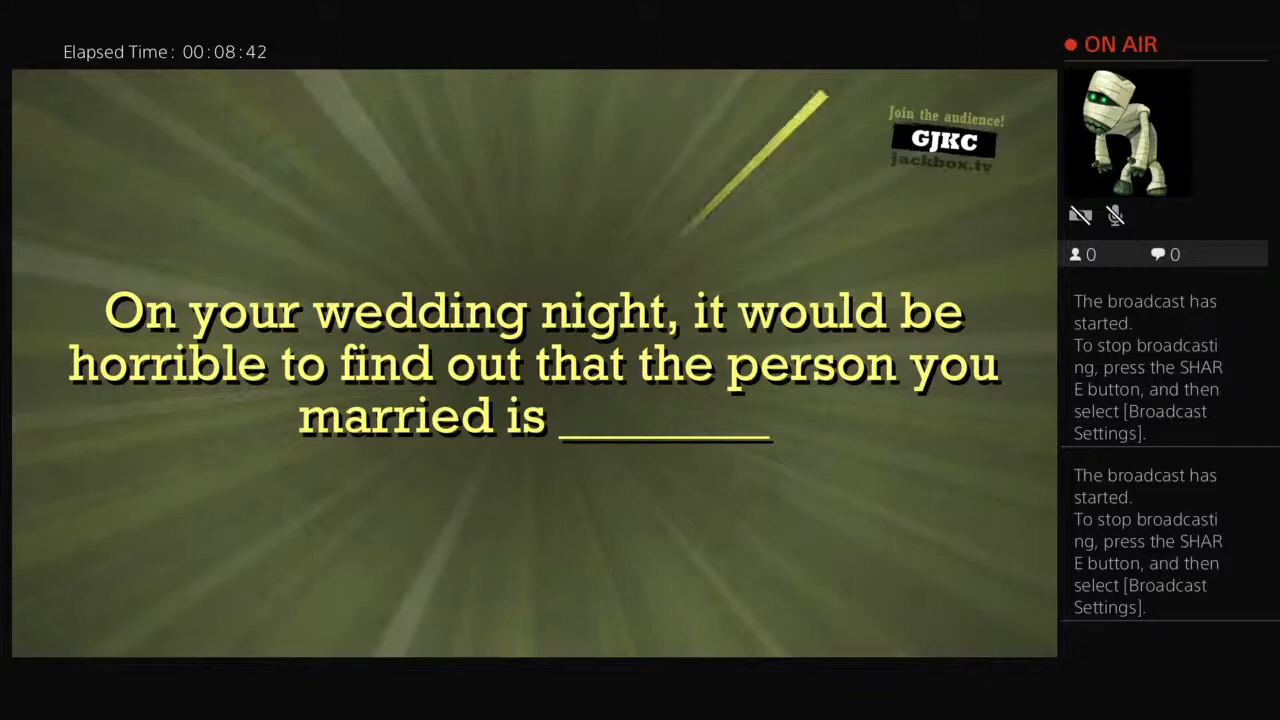 Elapsed Time: 00:08:42
ON AIR
Join the audience!
GJKC
jackbox.tv
On your wedding night, it would be
horrible to find out that the person you
married is ________
0
0
The broadcast has
started.
To stop broadcasti
ng, press the SHAR
E button, and then
select [Broadcast
Settings].
The broadcast has
started.
To stop broadcasti
ng, press the SHAR
E button, and then
select [Broadcast
Settings].